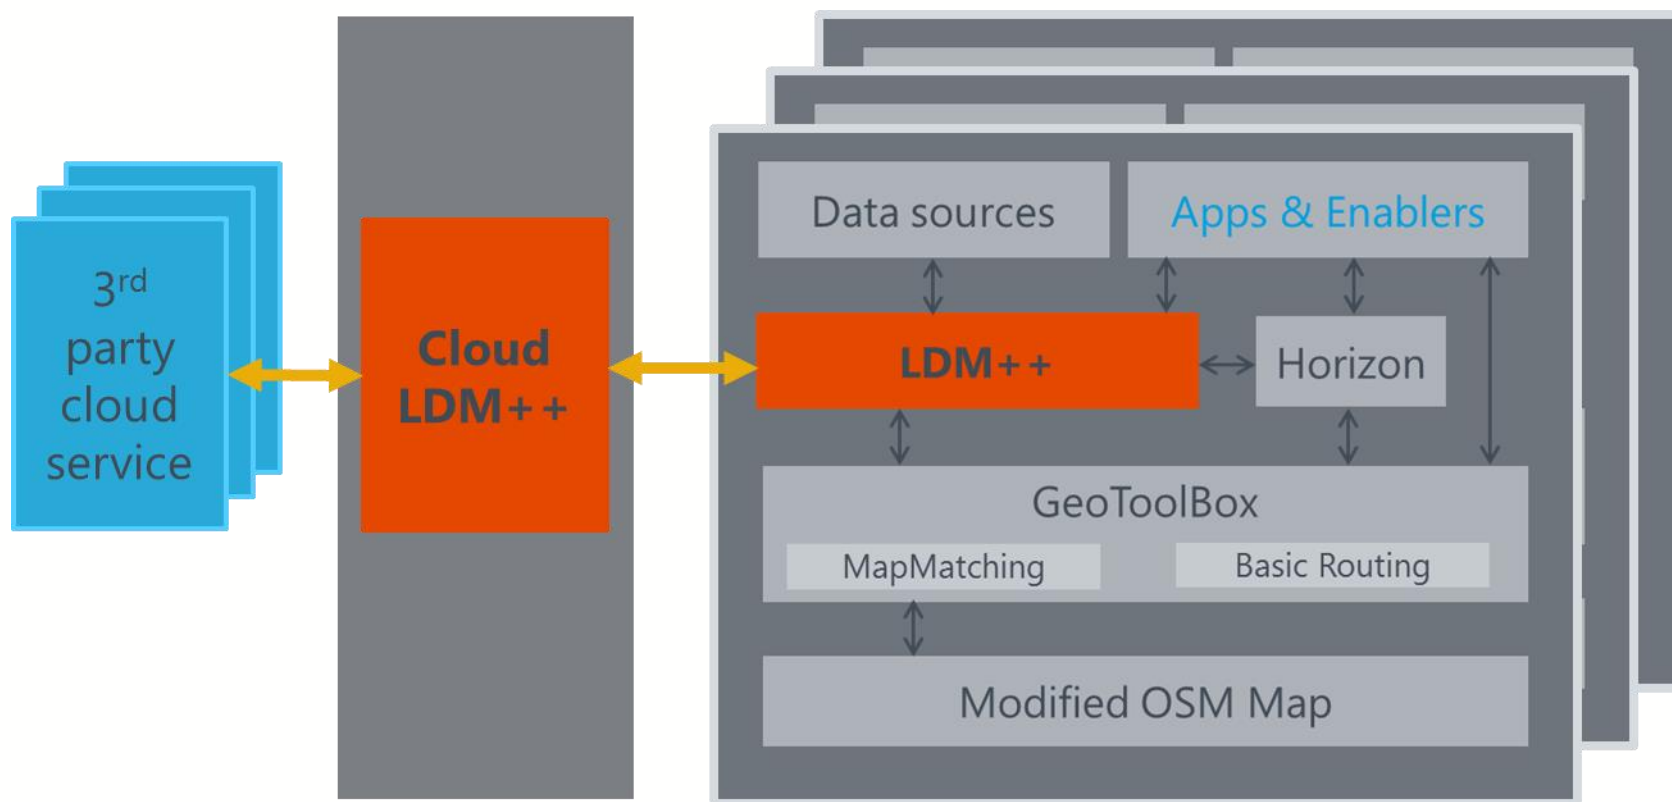 3rd
party
cloud
service
Cloud
LDM++
Data sources
Apps & Enablers
LDM++
Horizon
GeoToolBox
MapMatching
Basic Routing
Modified OSM Map